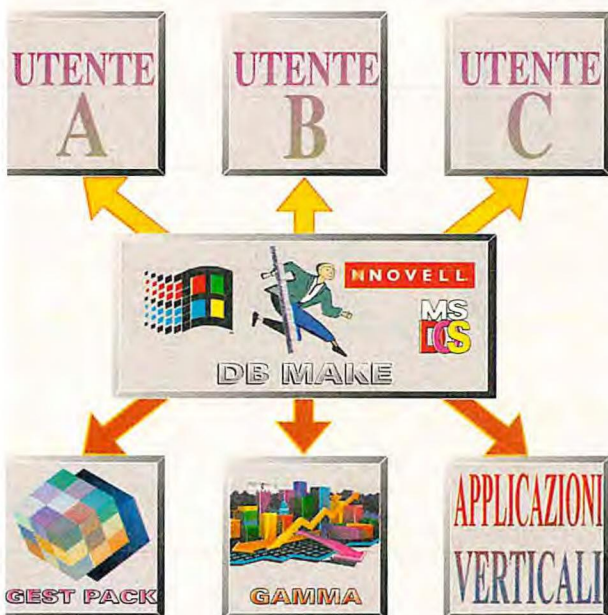 UTENTE
A
UTENTE
B
UTENTE
C
NNOVELL
MS
DOS
DB MAKE
GEST PACK
GAMMA
APPLICAZIONI
VERTICALI